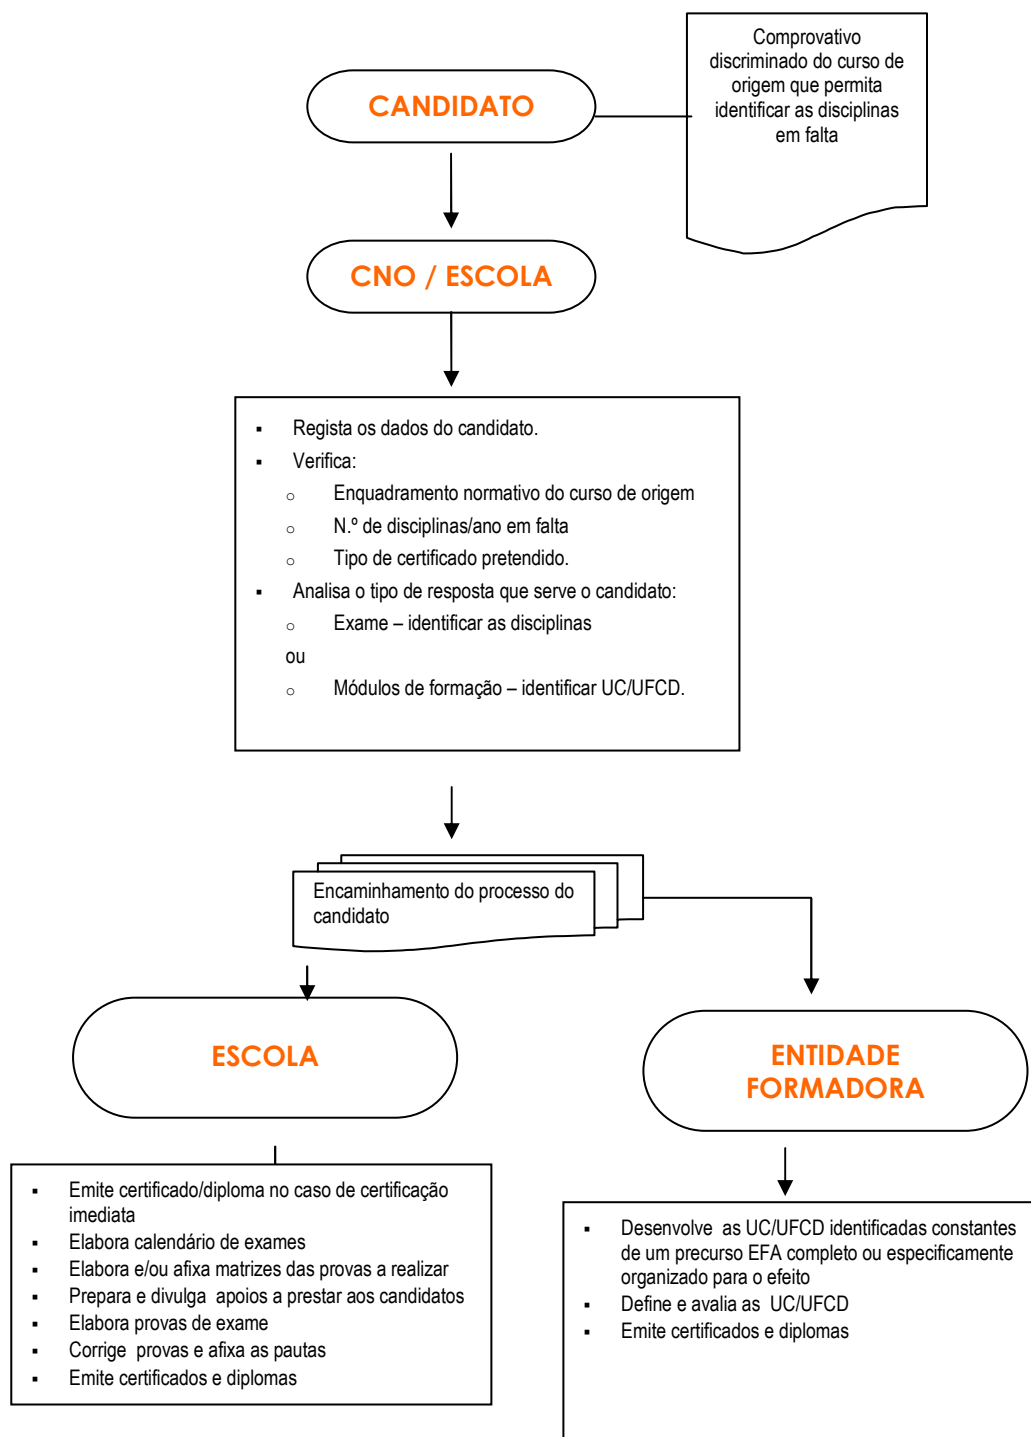 Comprovativo
discriminado do curso de
origem que permita
identificar as disciplinas
em falta
CANDIDATO
CNO / ESCOLA
▪ Regista os dados do candidato.
▪ Verifica:
o Enquadramento normativo do curso de origem
o N.º de disciplinas/ano em falta
o Tipo de certificado pretendido.
▪ Analisa o tipo de resposta que serve o candidato:
o Exame – identificar as disciplinas
ou
o Módulos de formação – identificar UC/UFCD.
Encaminhamento do processo do
candidato
ESCOLA
ENTIDADE
FORMADORA
▪ Emite certificado/diploma no caso de certificação
imediata
▪ Elabora calendário de exames
▪ Elabora e/ou afixa matrizes das provas a realizar
▪ Prepara e divulga apoios a prestar aos candidatos
▪ Elabora provas de exame
▪ Corrige provas e afixa as pautas
▪ Emite certificados e diplomas
▪ Desenvolve as UC/UFCD identificadas constantes
de um precurso EFA completo ou especificamente
organizado para o efeito
▪ Define e avalia as UC/UFCD
▪ Emite certificados e diplomas